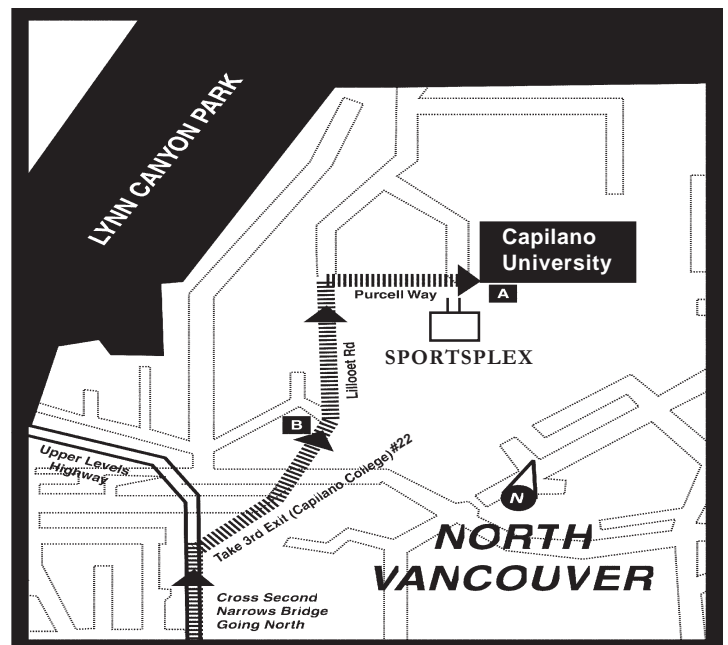 LYNN CANYON PARK
Capilano
University
A
Purcell Way
SPORTSPLEX
Lillooet Rd
B
Upper Levels
Highway
Take 3rd Exit (Capilano College)#22
N
NORTH
VANCOUVER
Cross Second
Narrows Bridge
Going North